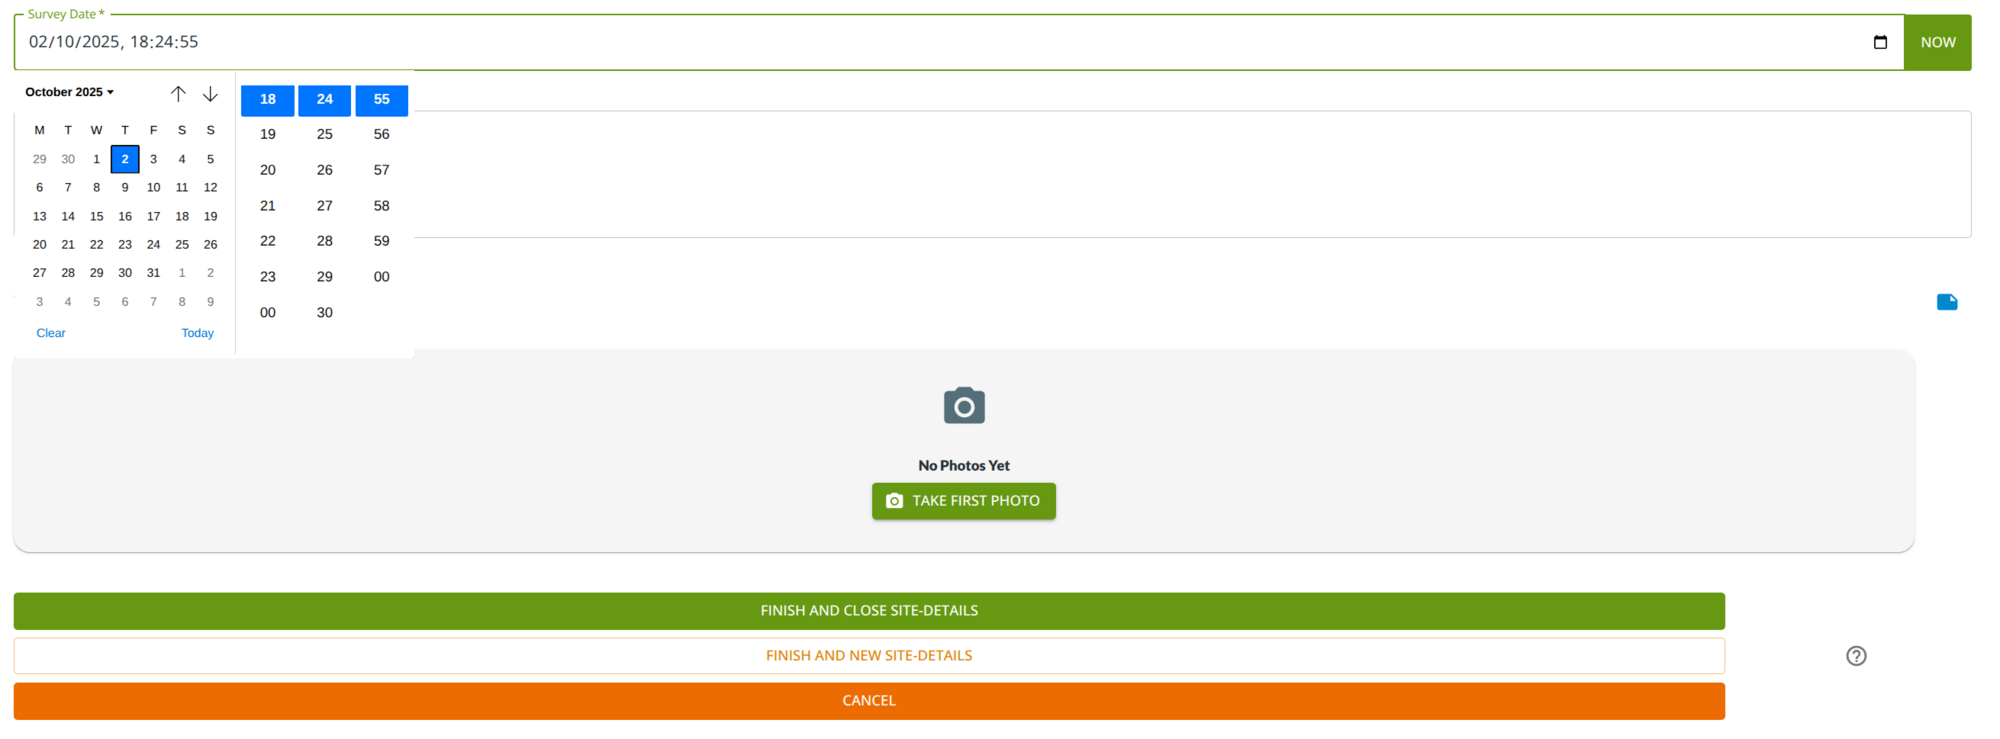 Survey Date *
02/10/2025, 18:24:55
NOW
October 2025
M T W T F S S
29 30 1 2 3 4 5
6 7 8 9 10 11 12
13 14 15 16 17 18 19
20 21 22 23 24 25 26
27 28 29 30 31 1 2
3 4 5 6 7 8 9
Clear Today
18 24 55
19 25 56
20 26 57
21 27 58
22 28 59
23 29 00
00 30
No Photos Yet
TAKE FIRST PHOTO
FINISH AND CLOSE SITE-DETAILS
FINISH AND NEW SITE-DETAILS
CANCEL